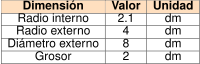 Dimensión Valor Unidad
Radio interno 2.1 dm
Radio externo 4 dm
Diámetro externo 8 dm
Grosor 2 dm